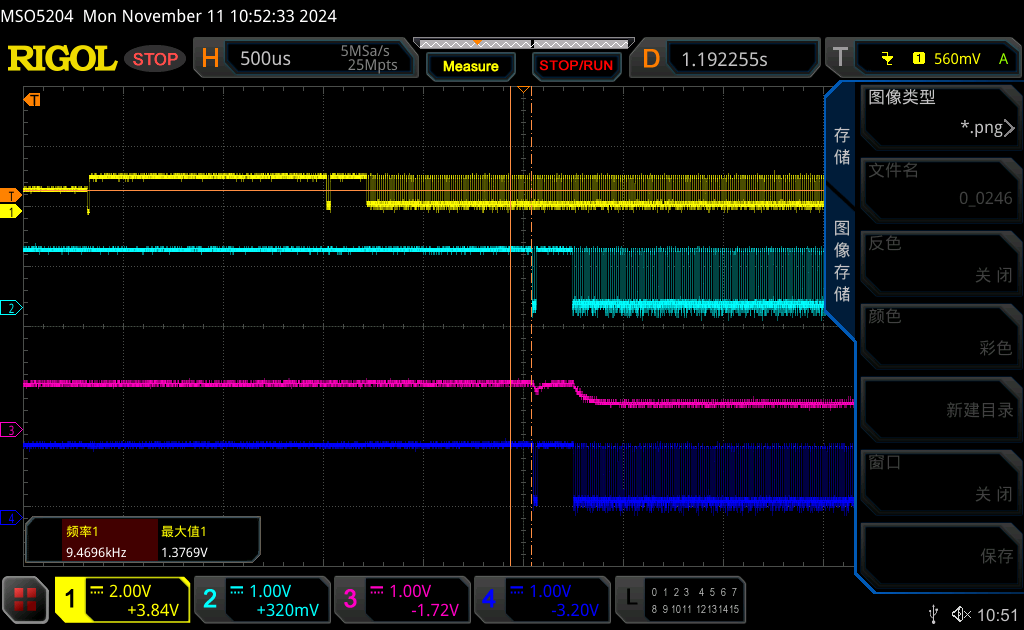 MSO5204 Mon November 11 10:52:33 2024
RIGOL STOP H 500us 5MSa/s 25Mpts Measure STOP/RUN D 1.192255s T 1 560mV A
T
T
1
2
3
4
存储
图像存储
图像类型
*.png
文件名
0_0246
反色
关闭
颜色
彩色
新建目录
窗口
关闭
保存
频率1 最大值1
9.4696kHz 1.3769V
1 2.00V +3.84V
2 1.00V +320mV
3 1.00V -1.72V
4 1.00V -3.20V
L 0 1 2 3 4 5 6 7
8 9 10 11 12 13 14 15
10:51